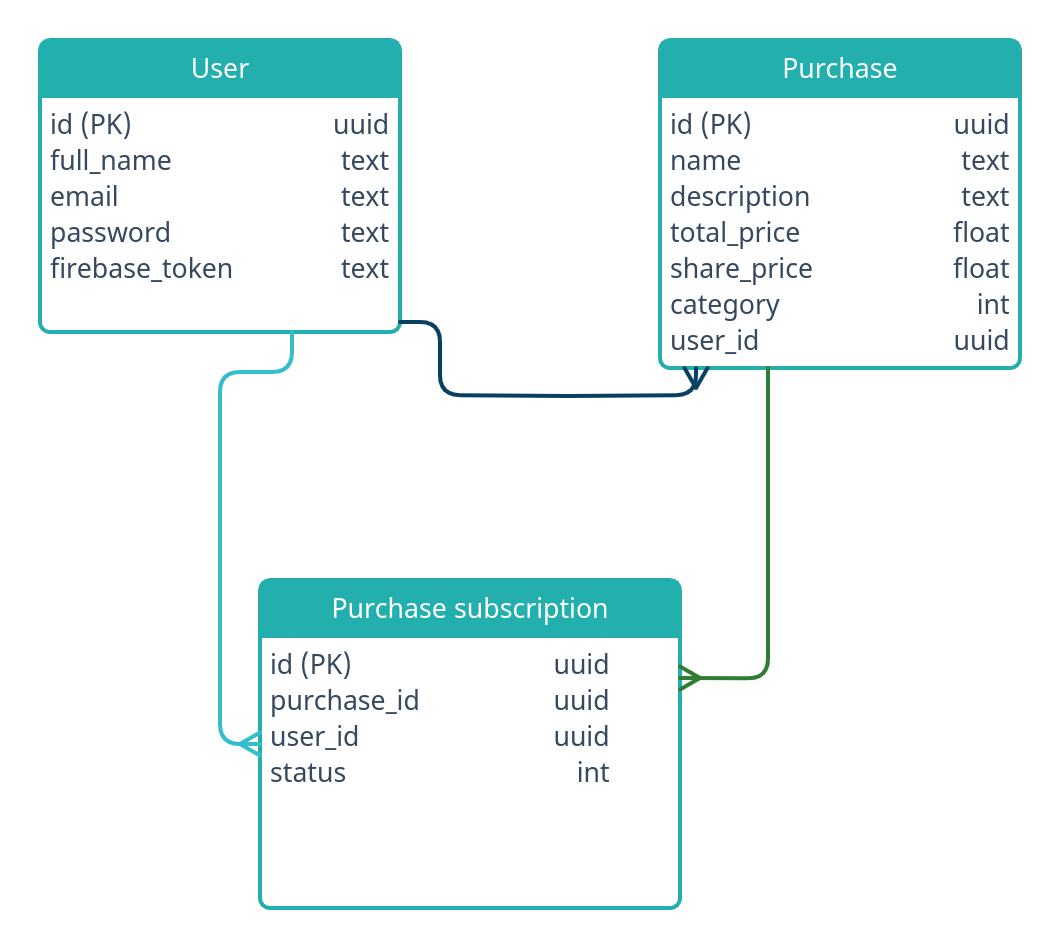 User
id (PK) uuid
full_name text
email text
password text
firebase_token text
Purchase
id (PK) uuid
name text
description text
total_price float
share_price float
category int
user_id uuid
Purchase subscription
id (PK) uuid
purchase_id uuid
user_id uuid
status int